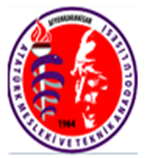 AFYONKARAHİSAR
ATATÜRK MESLEKİ VE TEKNİK ANADOLU LİSESİ
1964